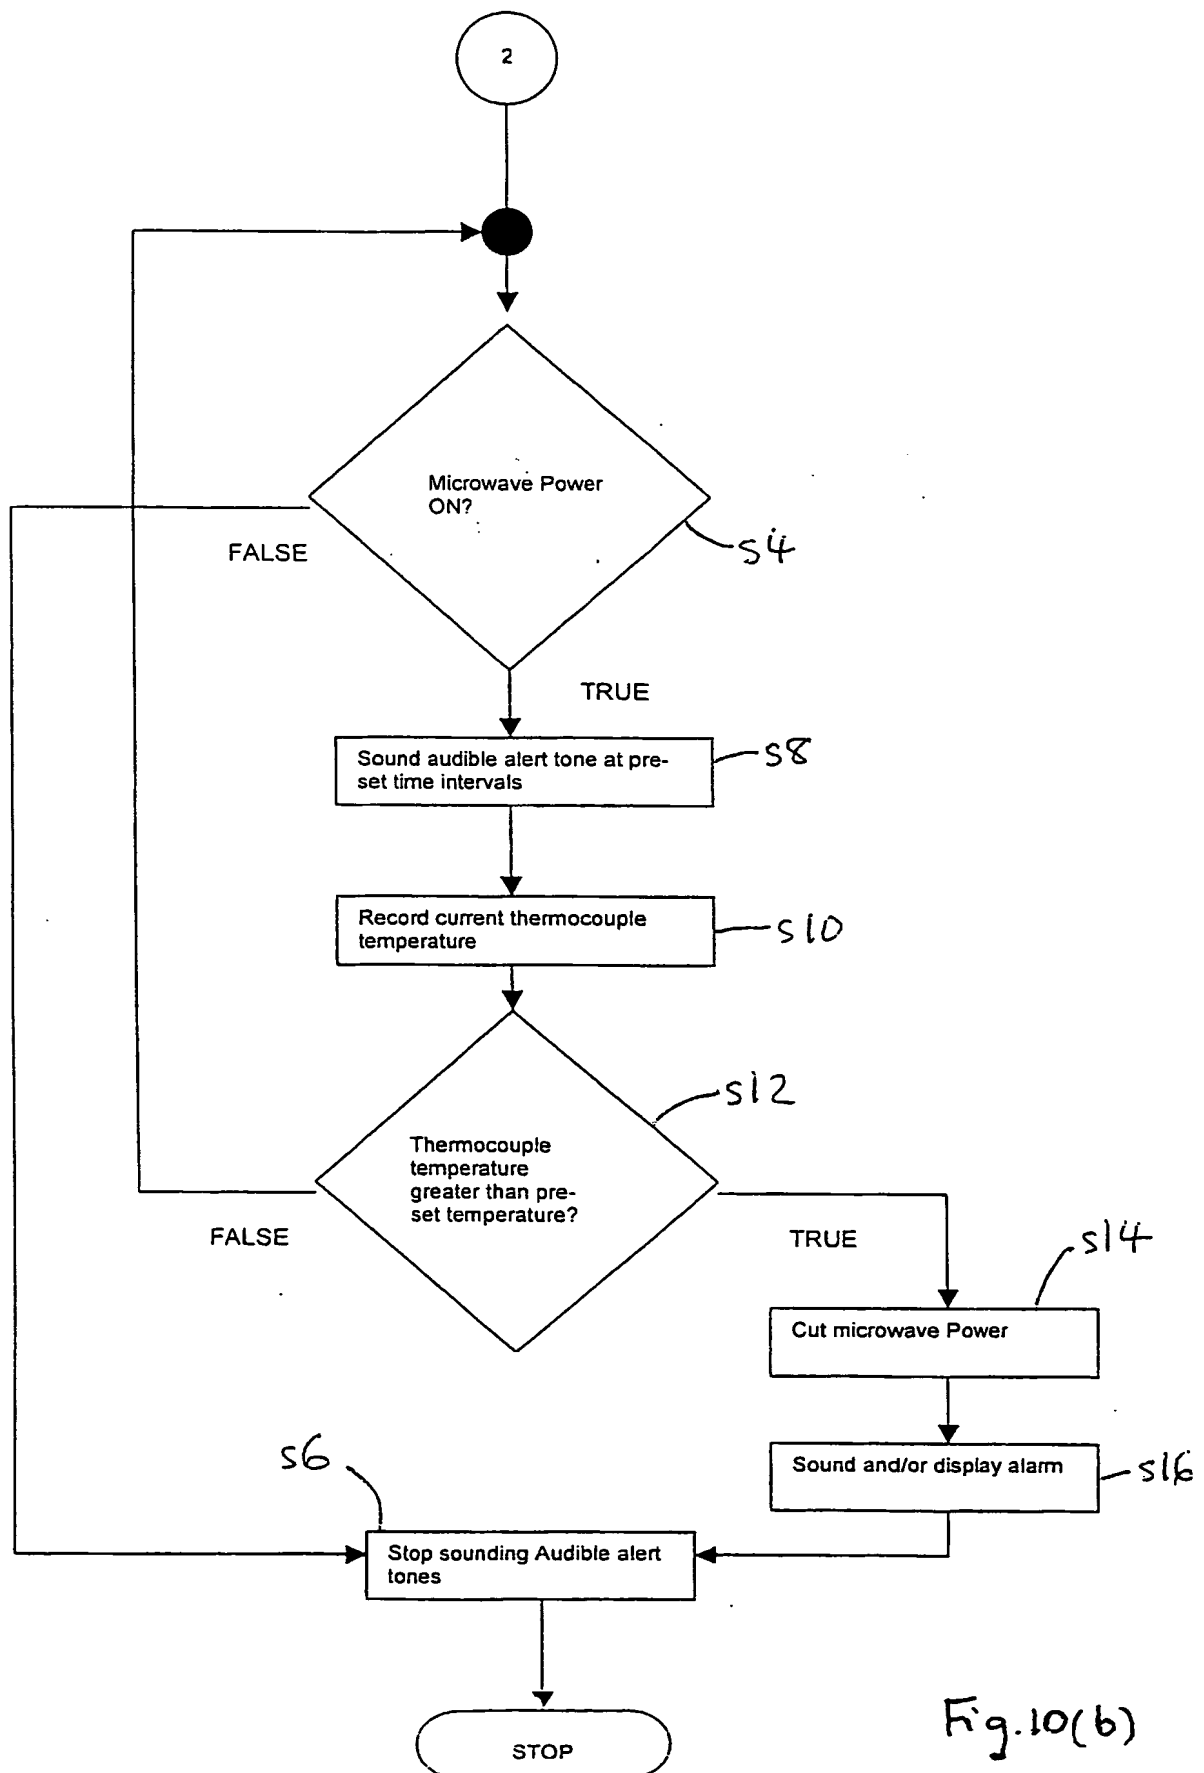 2
Microwave Power
ON?
FALSE
s4
TRUE
Sound audible alert tone at pre-
set time intervals
s8
Record current thermocouple
temperature
s10
s12
Thermocouple
temperature
greater than pre-
set temperature?
FALSE
TRUE
s14
Cut microwave Power
Sound and/or display alarm
s16
s6
Stop sounding Audible alert
tones
STOP
Fig.10(b)